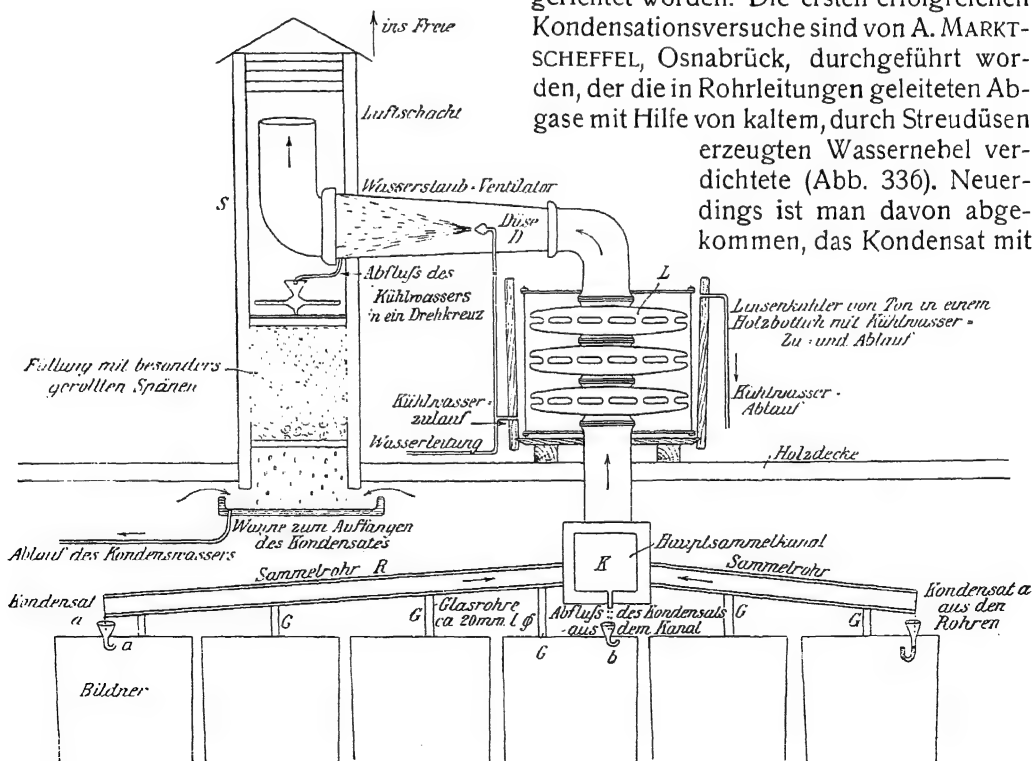 gerichtet worden. Die ersten erfolgreichen
Kondensationsversuche sind von A. MARKT-
SCHEFFEL, Osnabrück, durchgeführt wor-
den, der die in Rohrleitungen geleiteten Ab-
gase mit Hilfe von kaltem, durch Streudüsen
erzeugten Wassernebel ver-
dichtete (Abb. 336). Neuer-
dings ist man davon abge-
kommen, das Kondensat mit
ins Freie
Luftschacht
S
Wasserstaub-Ventilator
Düse
D
Abfluß des
Kühlwassers
in ein Drehkreuz
L
Linsenkühler von Ton in einem
Holzbottich mit Kühlwasser-
Zu- und Ablauf
Füllung mit besonders
gerollten Spänen
Kühlwasser-
zulauf
Wasserleitung
Kühlwasser-
Ablauf
Holzdecke
Wanne zum Auffangen
des Kondensates
Ablauf des Kondenswassers
Hauptsammelkanal
K
Sammelrohr R
Sammelrohr
Kondensat
a
a
G
G
Glasrohre
ca 20mm l. φ
G
Abfluß des Kondensats
aus dem Kanal
b
G
G
Kondensat a
aus den
Rohren
Bildner